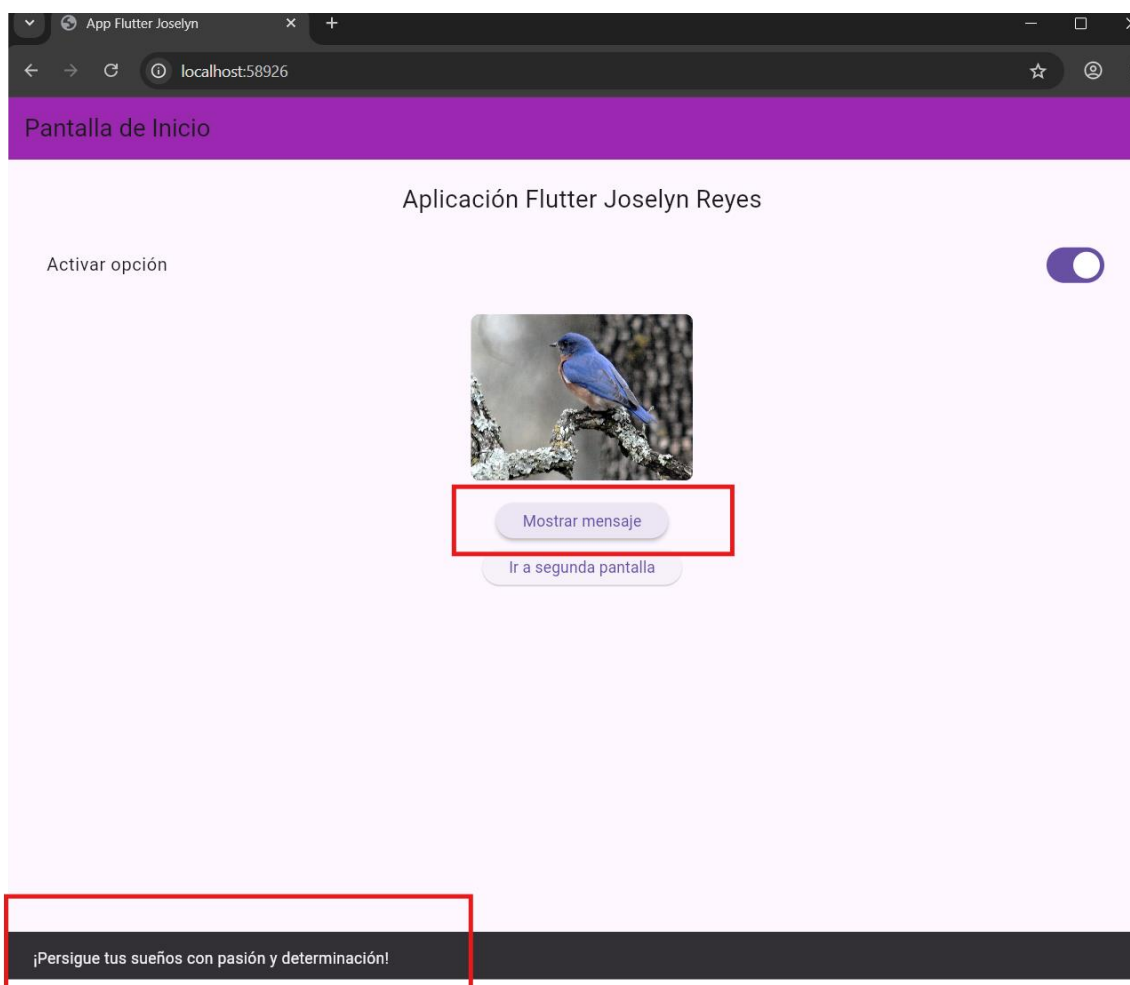 App Flutter Joselyn
localhost:58926
Pantalla de Inicio
Aplicación Flutter Joselyn Reyes
Activar opción
Mostrar mensaje
Ir a segunda pantalla
¡Persigue tus sueños con pasión y determinación!